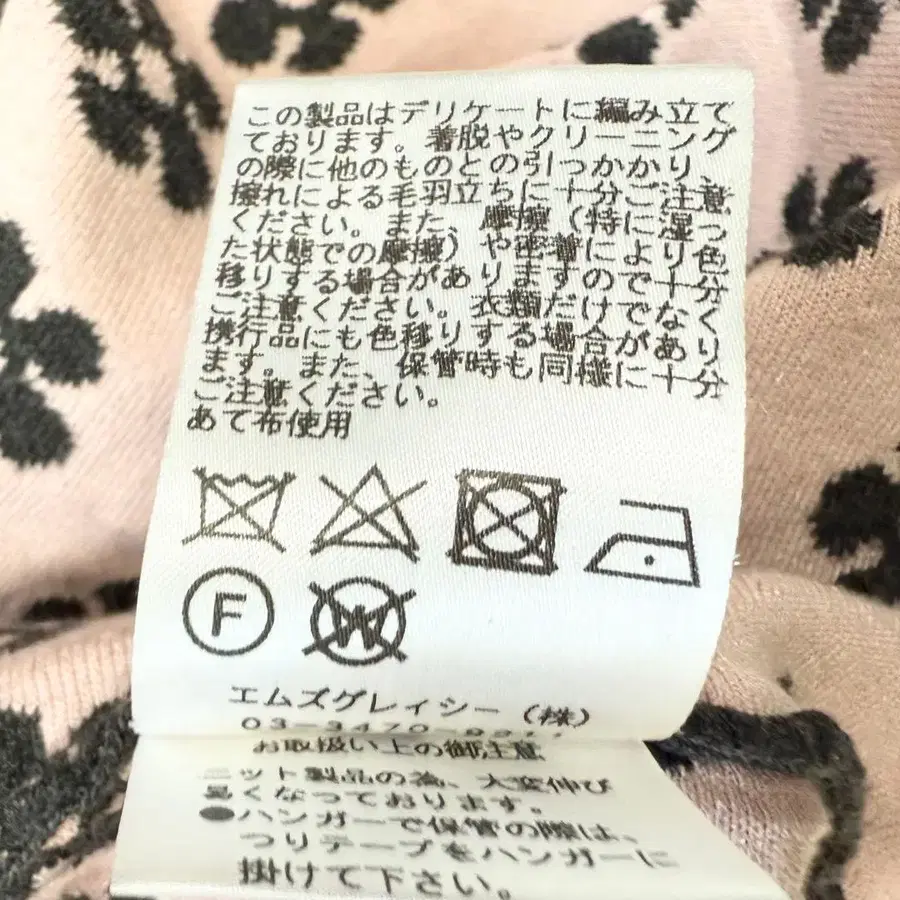 この製品はデリケートに編み立て
ております。着脱やクリーニング
の際に他のものとの引っかかり、
擦れによる毛羽立ちに十分ご注意
ください。また、摩擦（特に湿っ
た状態での摩擦）や密着により色
移りする場合がありますので十分
ご注意ください。衣類だけでなく
携行品にも色移りする場合があり
ます。また、保管時も同様に十分
ご注意ください。
あて布使用
F
W
エムズグレイシー（株）
03-3470-
お取扱い上の御注意
ニット製品の為、大変伸び
易くなっております。
●ハンガーで保管の際は、
つりテープをハンガーに
掛けて下さい。